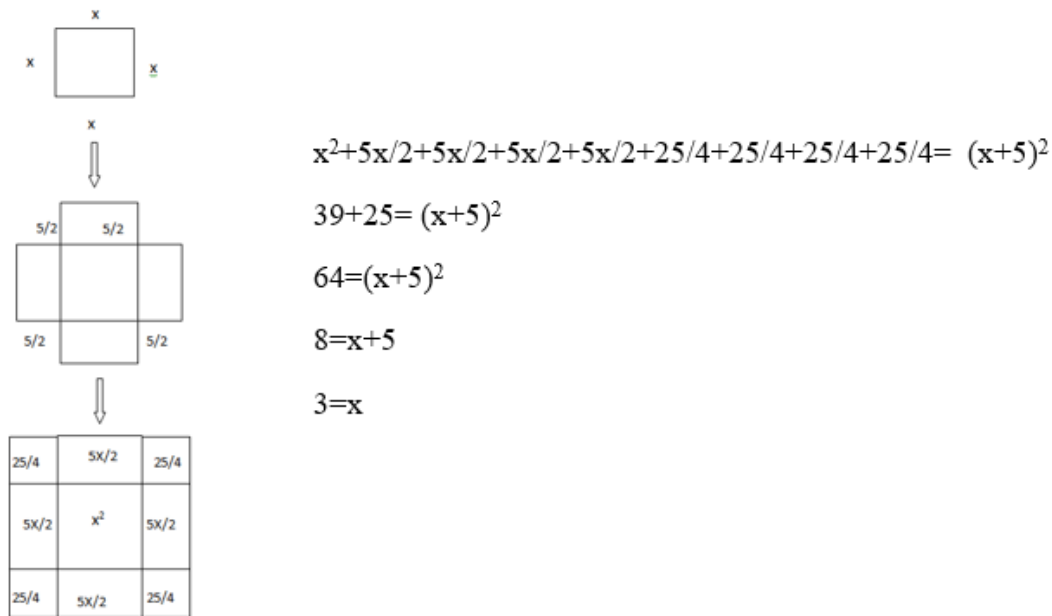 x
x x
x
5/2 5/2
5/2 5/2
25/4 5X/2 25/4
5X/2 x² 5X/2
25/4 5X/2 25/4
x²+5x/2+5x/2+5x/2+5x/2+25/4+25/4+25/4+25/4= (x+5)²
39+25= (x+5)²
64=(x+5)²
8=x+5
3=x